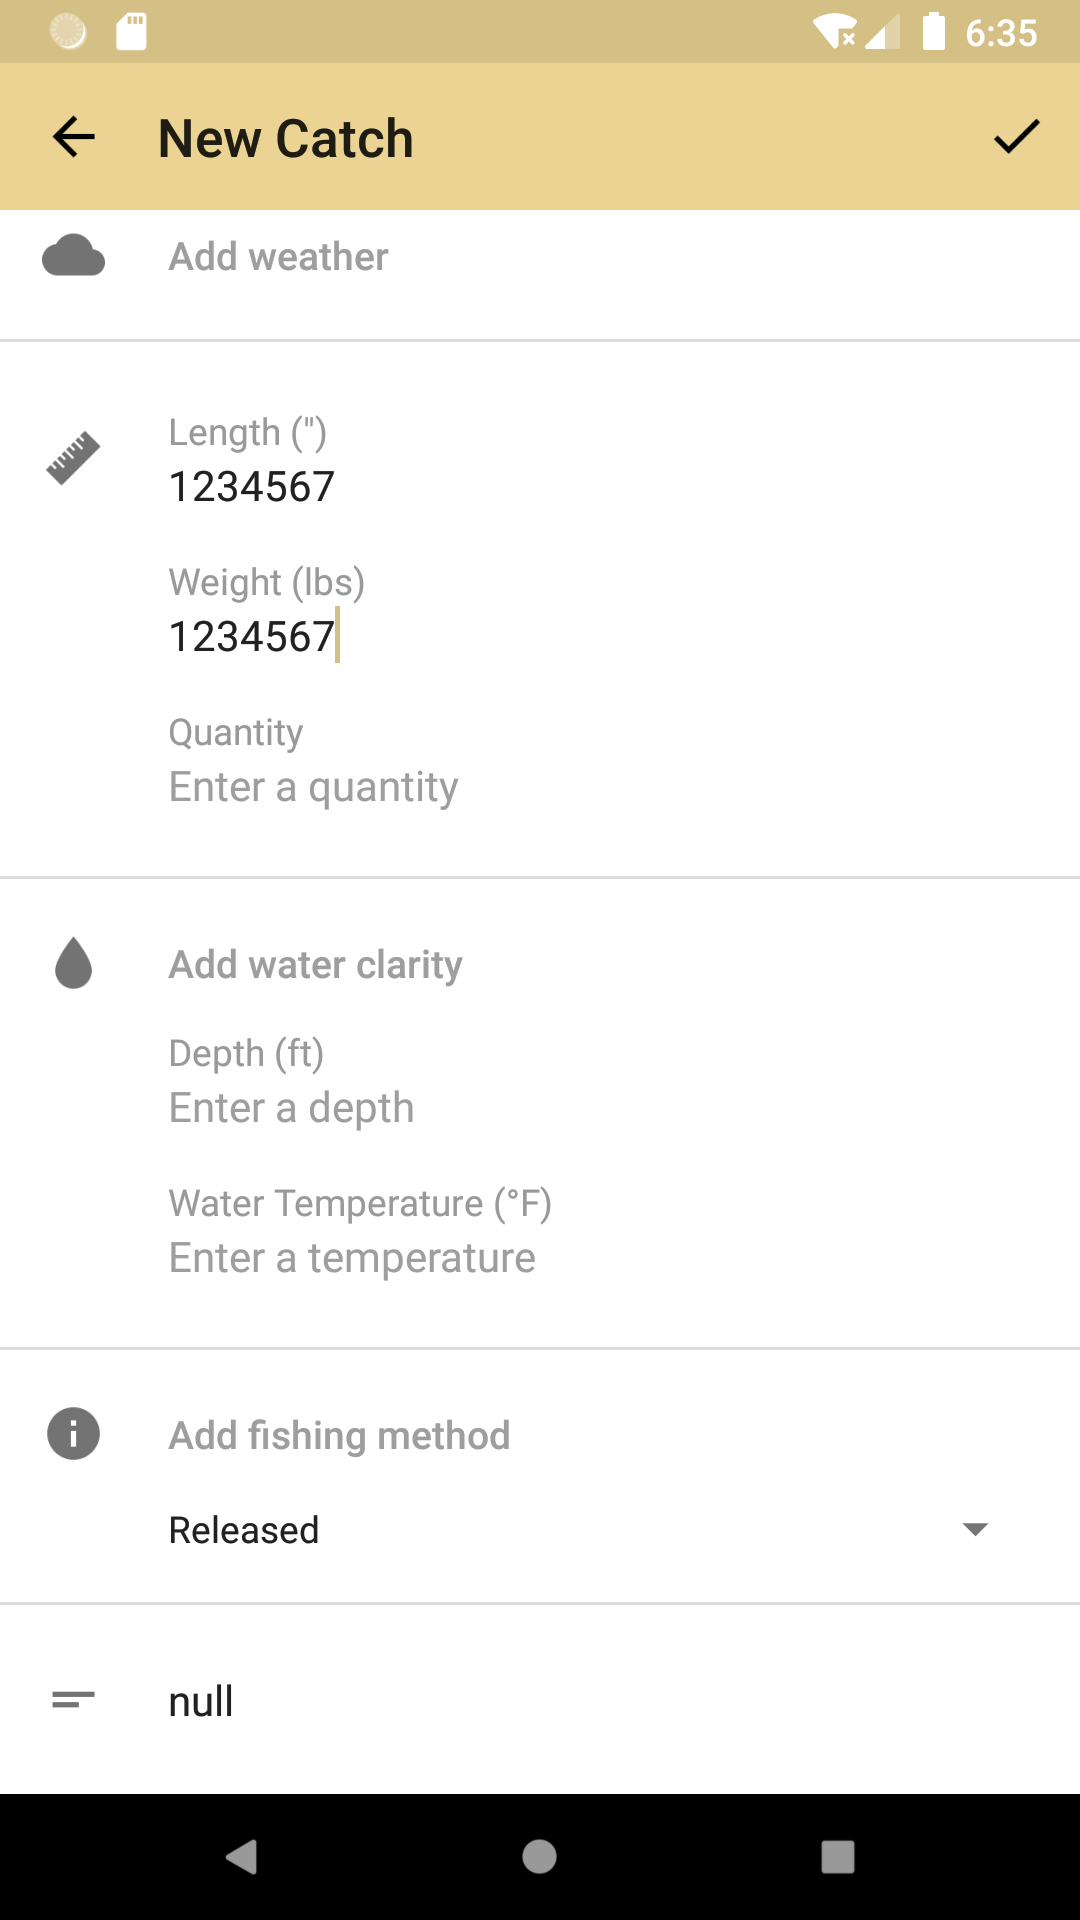 6:35
New Catch
Add weather
Length (")
1234567
Weight (lbs)
1234567
Quantity
Enter a quantity
Add water clarity
Depth (ft)
Enter a depth
Water Temperature (°F)
Enter a temperature
Add fishing method
Released
null